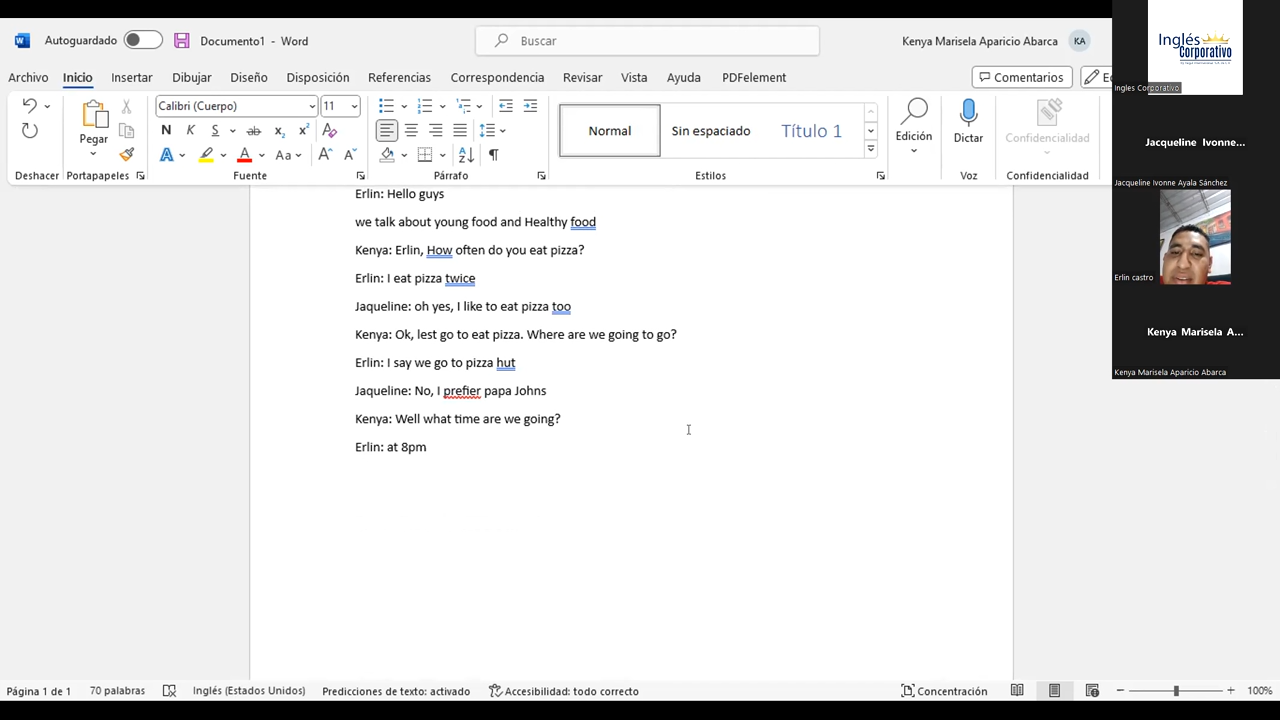 Autoguardado
Documento1 - Word
Buscar
Kenya Marisela Aparicio Abarca
KA
Archivo Inicio Insertar Dibujar Diseño Disposición Referencias Correspondencia Revisar Vista Ayuda PDFelement
Comentarios
Pegar
Calibri (Cuerpo)
11
N K S ab x₂ x²
A A Aa A A
Normal
Sin espaciado
Título 1
Edición
Dictar
Confidencialidad
Deshacer Portapapeles Fuente Párrafo Estilos Voz Confidencialidad
Erlin: Hello guys
we talk about young food and Healthy food
Kenya: Erlin, How often do you eat pizza?
Erlin: I eat pizza twice
Jaqueline: oh yes, I like to eat pizza too
Kenya: Ok, lest go to eat pizza. Where are we going to go?
Erlin: I say we go to pizza hut
Jaqueline: No, I prefier papa Johns
Kenya: Well what time are we going?
Erlin: at 8pm
Página 1 de 1
70 palabras
Inglés (Estados Unidos)
Predicciones de texto: activado
Accesibilidad: todo correcto
Concentración
100%
Inglés
Corporativo
Ingles Corporativo
Jacqueline Ivonne...
Jacqueline Ivonne Ayala Sánchez
Erlin castro
Kenya Marisela A...
Kenya Marisela Aparicio Abarca